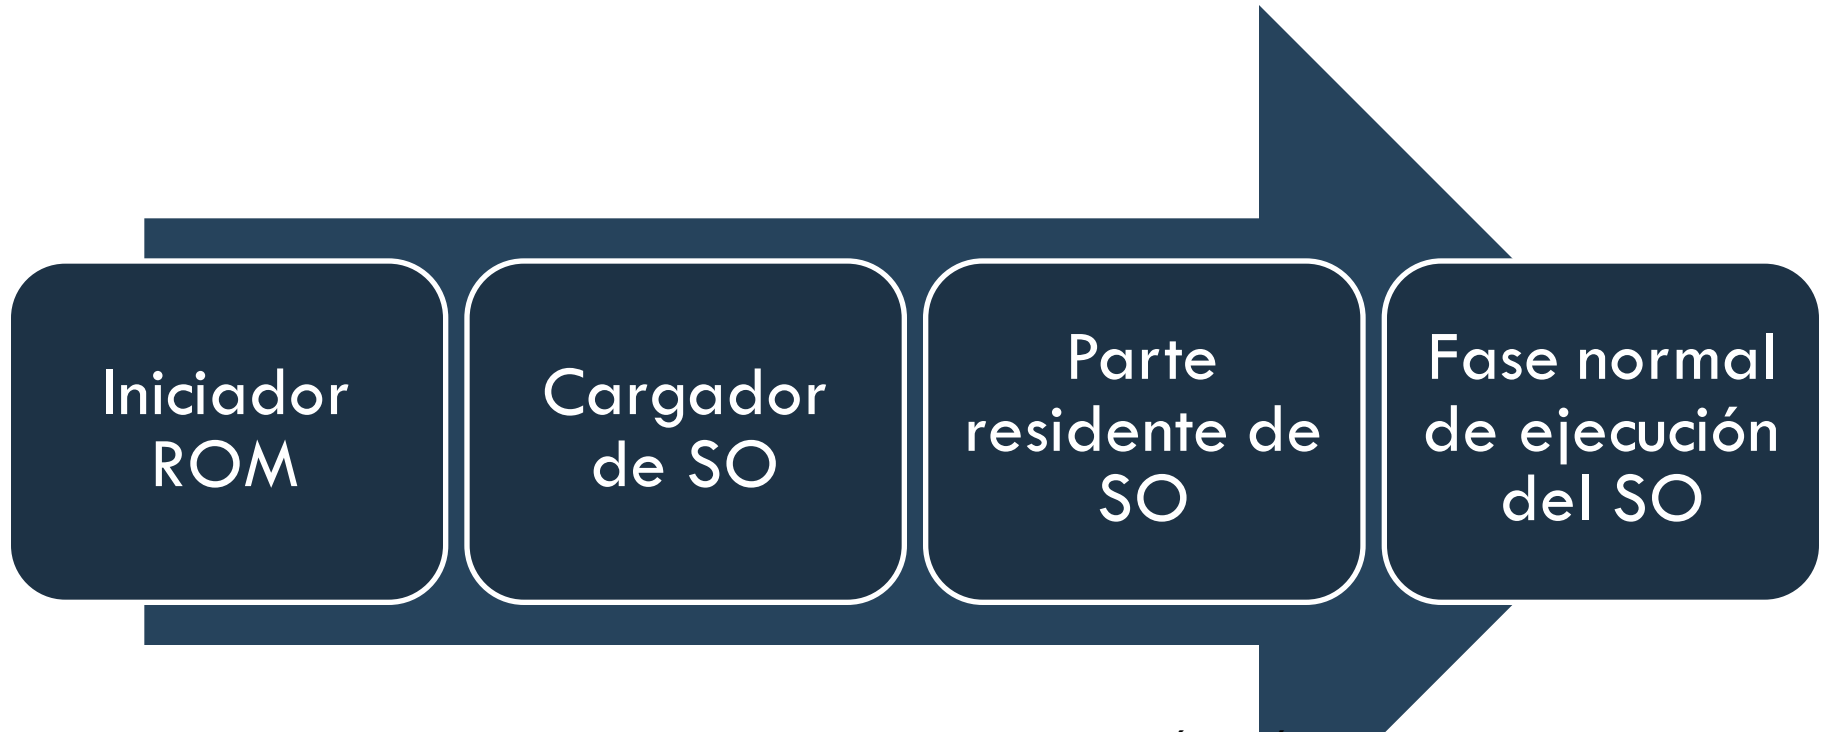 Iniciador
ROM
Cargador
de SO
Parte
residente de
SO
Fase normal
de ejecución
del SO